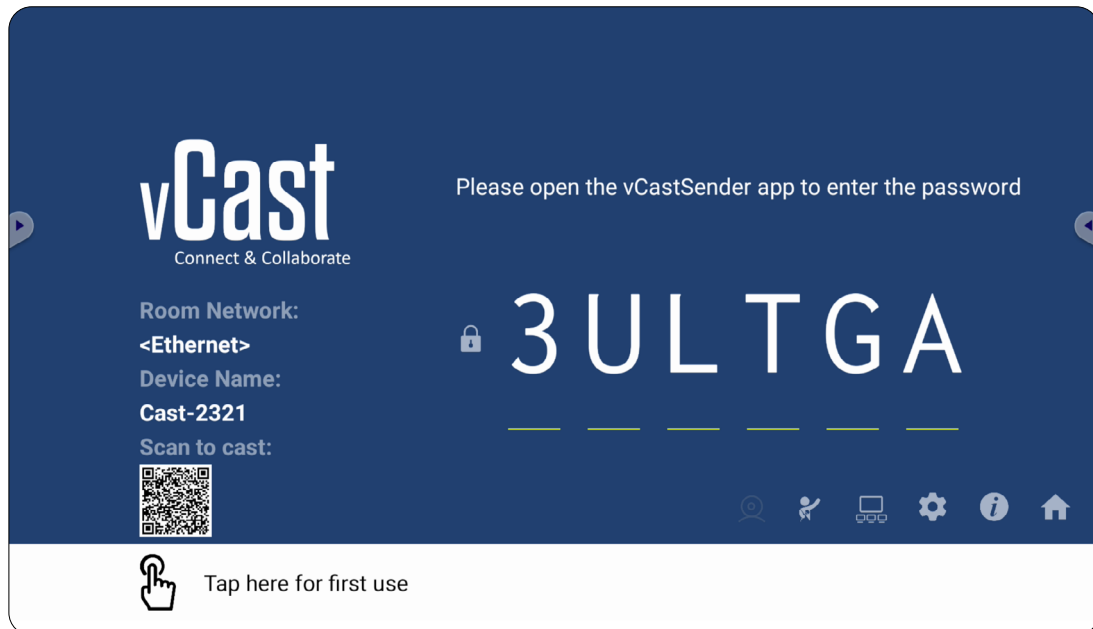 vCast
Connect & Collaborate
Room Network:
<Ethernet>
Device Name:
Cast-2321
Scan to cast:
Please open the vCastSender app to enter the password
3ULTGA
Tap here for first use